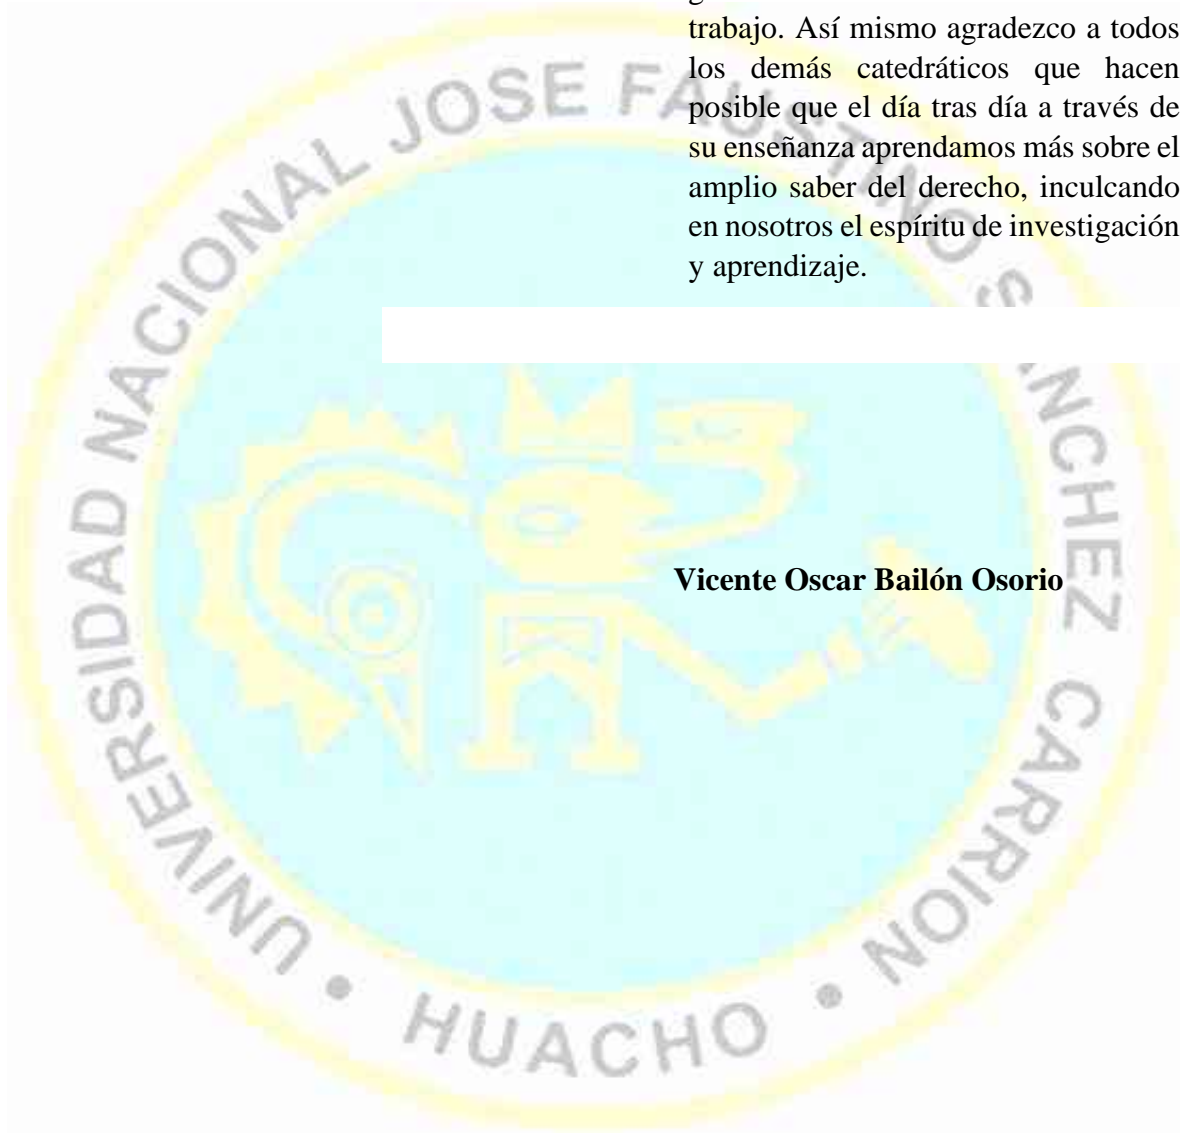 trabajo. Así mismo agradezco a todos
los demás catedráticos que hacen
posible que el día tras día a través de
su enseñanza aprendamos más sobre el
amplio saber del derecho, inculcando
en nosotros el espíritu de investigación
y aprendizaje.
Vicente Oscar Bailón Osorio
UNIVERSIDAD NACIONAL JOSE FAUSTINO CARRION
• HUACHO •